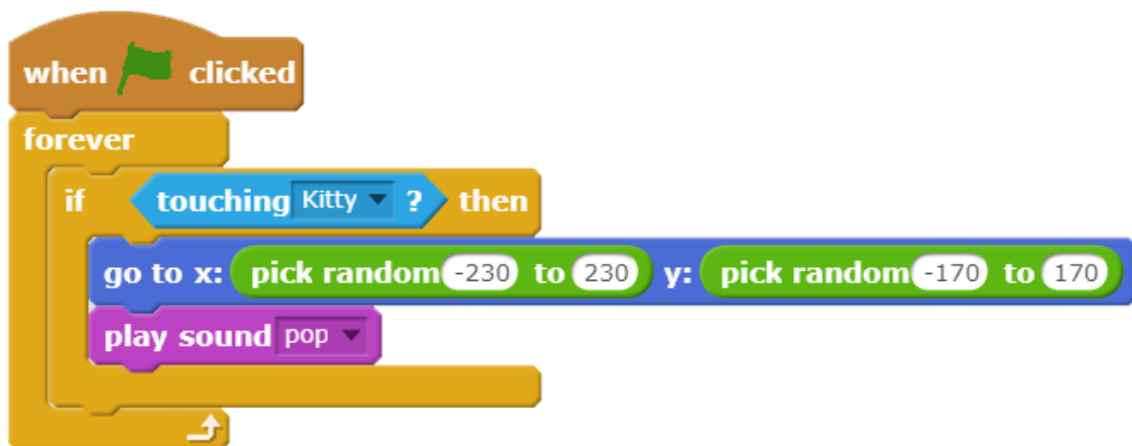 when clicked
forever
if touching Kitty ? then
go to x: pick random -230 to 230 y: pick random -170 to 170
play sound pop